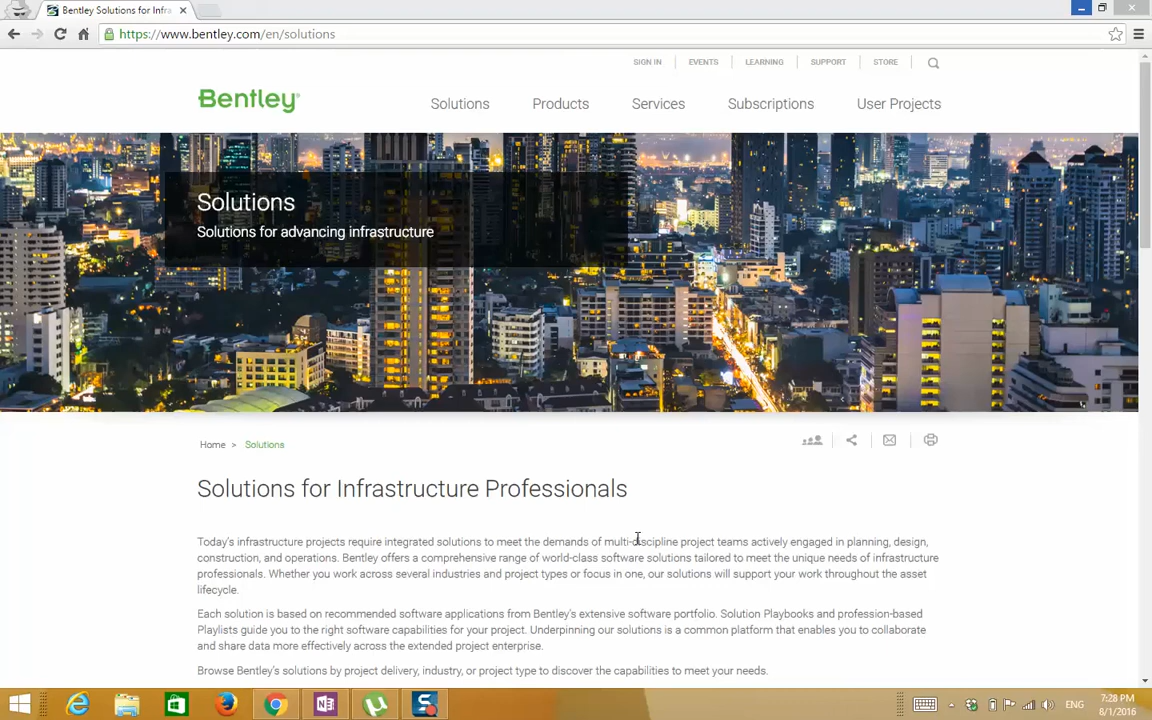 Bentley Solutions for Infra
https://www.bentley.com/en/solutions
SIGN IN EVENTS LEARNING SUPPORT STORE
Bentley
Solutions Products Services Subscriptions User Projects
Solutions
Solutions for advancing infrastructure
Home > Solutions
Solutions for Infrastructure Professionals
Today's infrastructure projects require integrated solutions to meet the demands of multi-discipline project teams actively engaged in planning, design,
construction, and operations. Bentley offers a comprehensive range of world-class software solutions tailored to meet the unique needs of infrastructure
professionals. Whether you work across several industries and project types or focus in one, our solutions will support your work throughout the asset
lifecycle.
Each solution is based on recommended software applications from Bentley's extensive software portfolio. Solution Playbooks and profession-based
Playlists guide you to the right software capabilities for your project. Underpinning our solutions is a common platform that enables you to collaborate
and share data more effectively across the extended project enterprise.
Browse Bentley's solutions by project delivery, industry, or project type to discover the capabilities to meet your needs.
ENG
7:28 PM
8/1/2016